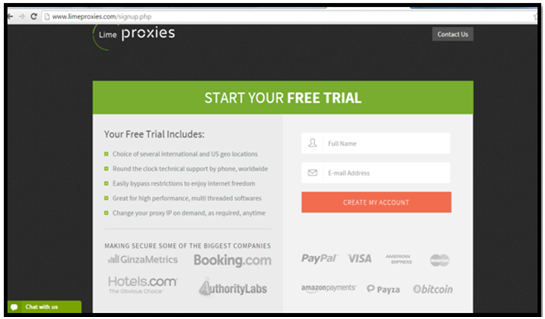 www.limeproxies.com/signup.php
Lime proxies
Contact Us
START YOUR FREE TRIAL
Your Free Trial Includes:
Choice of several international and US geo locations
Round the clock technical support by phone, worldwide
Easily bypass restrictions to enjoy internet freedom
Great for high performance, multi threaded softwares
Change your proxy IP on demand, as required, anytime
Full Name
E-mail Address
CREATE MY ACCOUNT
MAKING SECURE SOME OF THE BIGGEST COMPANIES
GinzaMetrics Booking.com
Hotels.com
The Obvious Choice
AuthorityLabs
PayPal VISA AMERICAN EXPRESS
amazonpayments Payza bitcoin
Chat with us